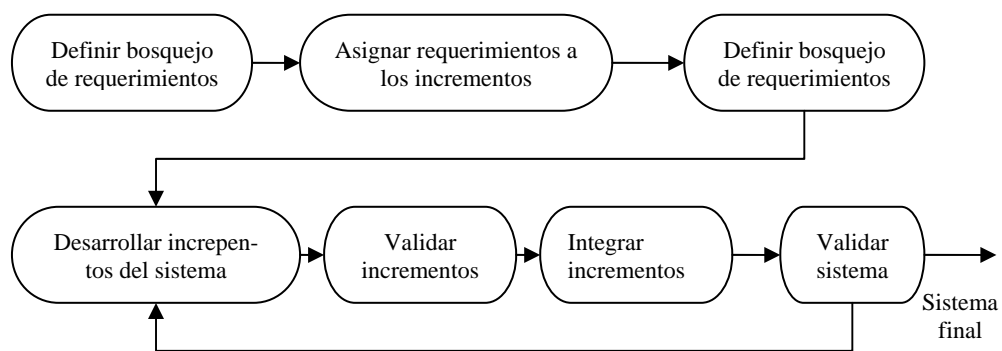 Definir bosquejo
de requerimientos
Asignar requerimientos a
los incrementos
Definir bosquejo
de requerimientos
Desarrollar increpen-
tos del sistema
Validar
incrementos
Integrar
incrementos
Validar
sistema
Sistema
final